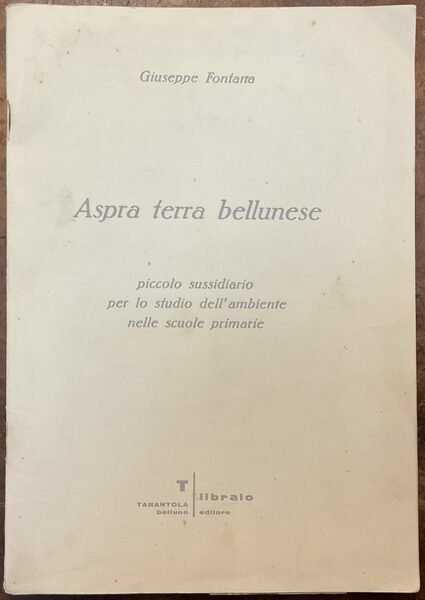 Giuseppe Fontana
Aspra terra bellunese
piccolo sussidiario
per lo studio dell'ambiente
nelle scuole primarie
T libraio
TARANTOLA
belluno editore